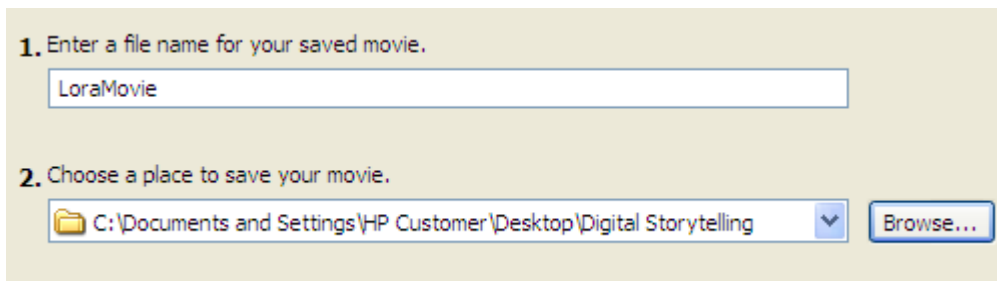 1. Enter a file name for your saved movie.
LoraMovie
2. Choose a place to save your movie.
C:\Documents and Settings\HP Customer\Desktop\Digital Storytelling
Browse...